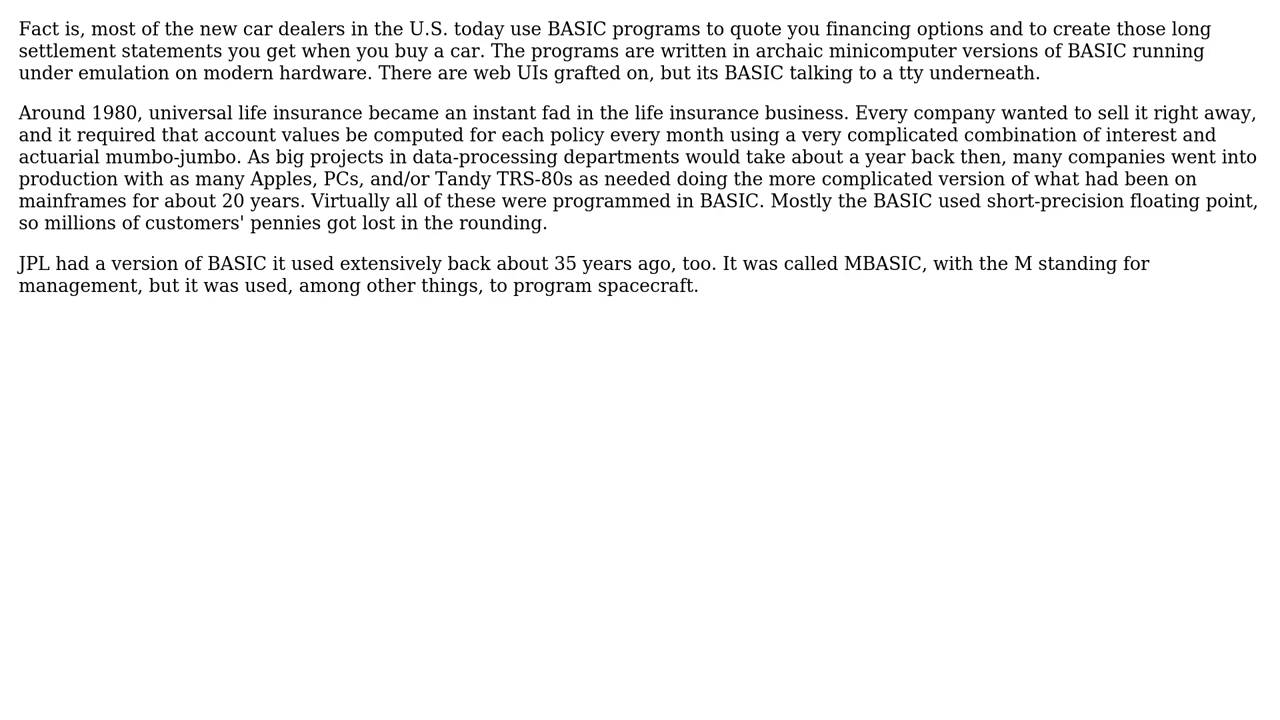 Fact is, most of the new car dealers in the U.S. today use BASIC programs to quote you financing options and to create those long
settlement statements you get when you buy a car. The programs are written in archaic minicomputer versions of BASIC running
under emulation on modern hardware. There are web UIs grafted on, but its BASIC talking to a tty underneath.
Around 1980, universal life insurance became an instant fad in the life insurance business. Every company wanted to sell it right away,
and it required that account values be computed for each policy every month using a very complicated combination of interest and
actuarial mumbo-jumbo. As big projects in data-processing departments would take about a year back then, many companies went into
production with as many Apples, PCs, and/or Tandy TRS-80s as needed doing the more complicated version of what had been on
mainframes for about 20 years. Virtually all of these were programmed in BASIC. Mostly the BASIC used short-precision floating point,
so millions of customers' pennies got lost in the rounding.
JPL had a version of BASIC it used extensively back about 35 years ago, too. It was called MBASIC, with the M standing for
management, but it was used, among other things, to program spacecraft.